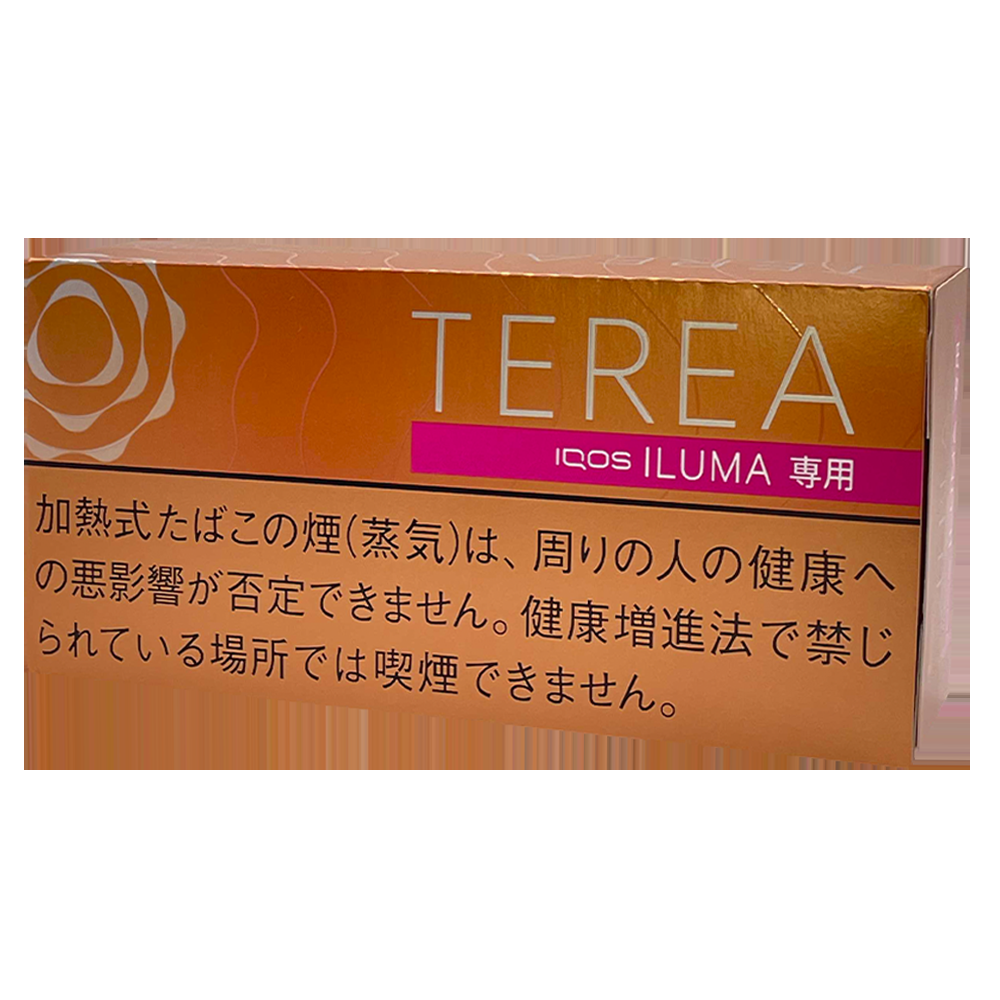 TEREA
IQOS ILUMA 専用
加熱式たばこの煙(蒸気)は、周りの人の健康へ
の悪影響が否定できません。健康増進法で禁じ
られている場所では喫煙できません。